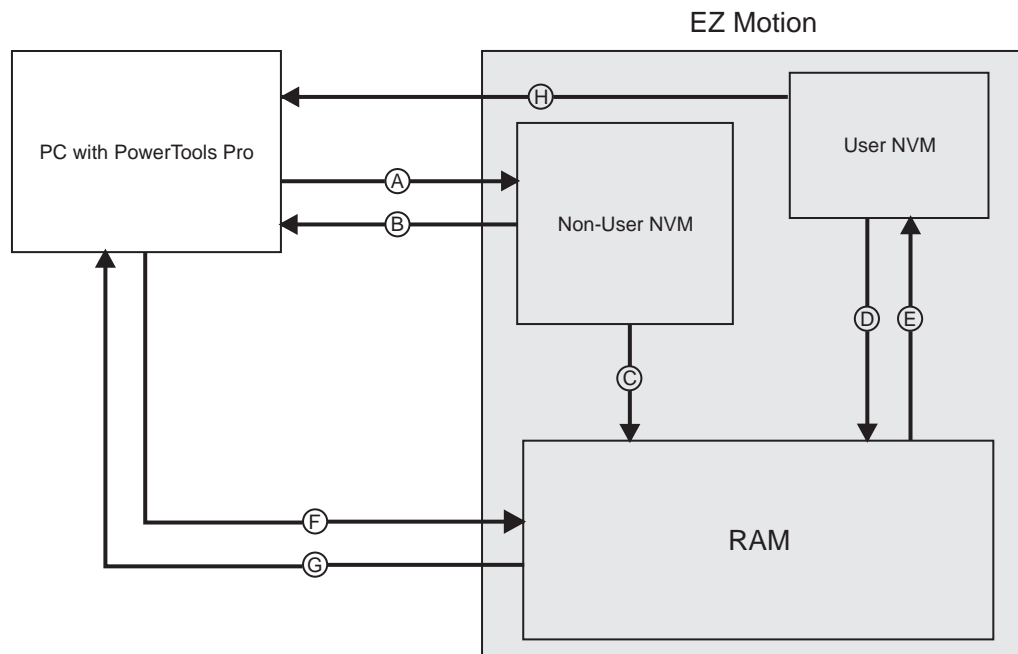 EZ Motion
H
PC with PowerTools Pro
User NVM
A
B
Non-User NVM
D
E
C
F
RAM
G